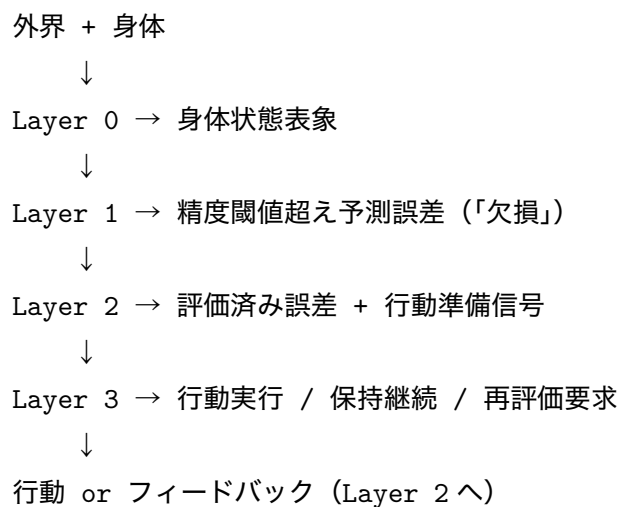 外界 + 身体
↓
Layer 0 → 身体状態表象
↓
Layer 1 → 精度閾値超え予測誤差（「欠損」）
↓
Layer 2 → 評価済み誤差 + 行動準備信号
↓
Layer 3 → 行動実行 / 保持継続 / 再評価要求
↓
行動 or フィードバック（Layer 2へ）